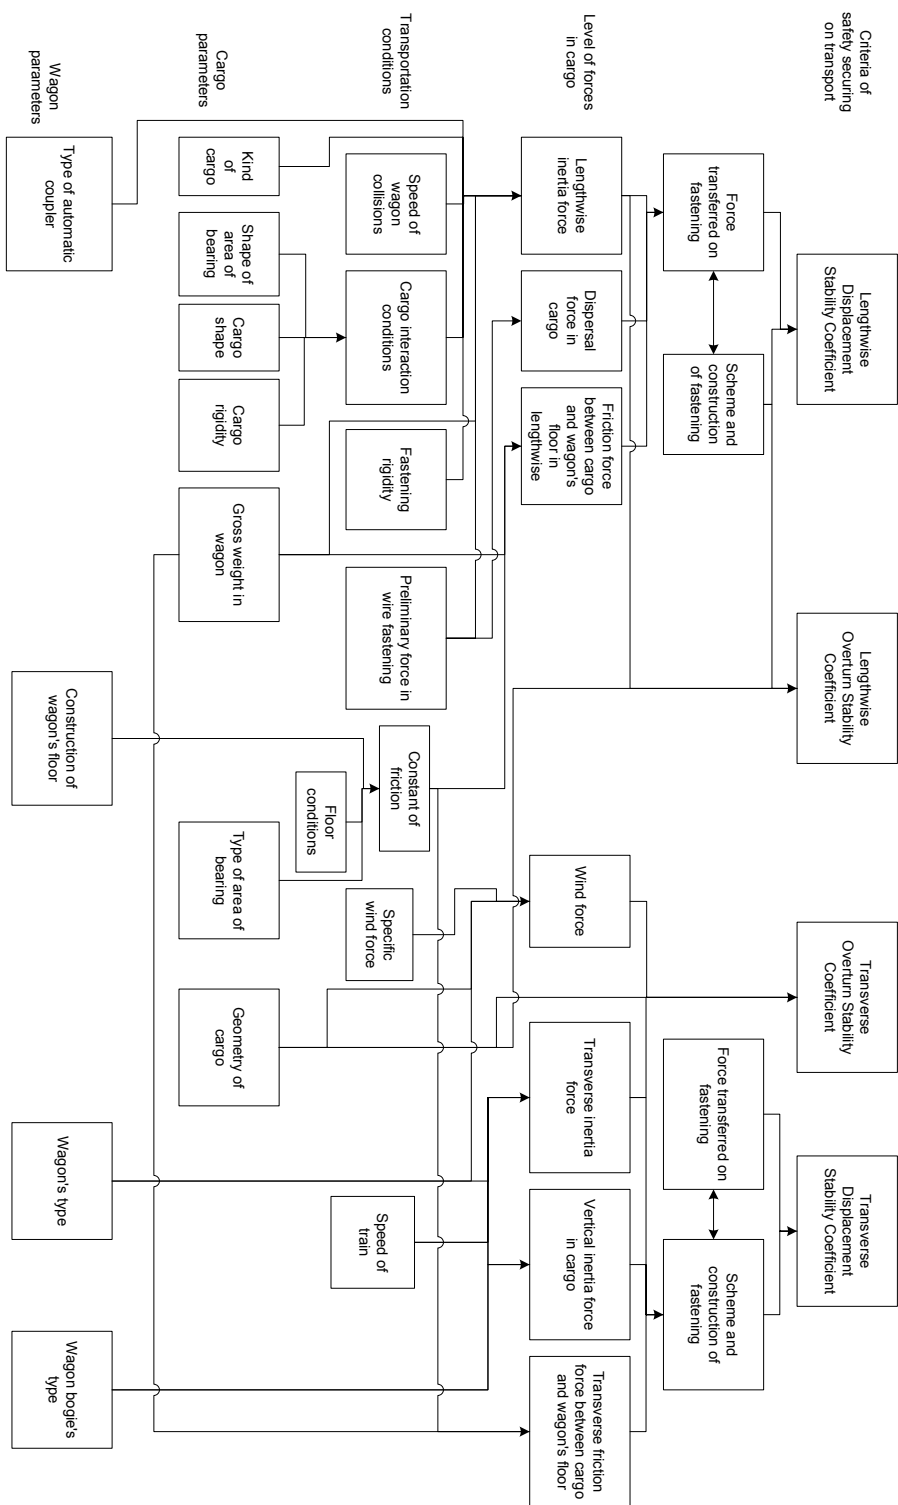 Criteria of
safety securing
on transport
Lengthwise
Displacement
Stability Coefficient
Lengthwise
Overturn Stability
Coefficient
Transverse
Overturn Stability
Coefficient
Transverse
Displacement
Stability Coefficient
Force
transferred on
fastening
Scheme and
construction
of fastening
Force transferred on
fastening
Scheme and
construction of
fastening
Level of forces
in cargo
Lengthwise
inertia force
Dispersal
force in
cargo
Friction force
between cargo
and wagon's
floor in
lengthwise
Wind force
Transverse inertia
force
Vertical inertia force
in cargo
Transverse friction
force between cargo
and wagon's floor
Transportation
conditions
Speed of
wagon
collisions
Cargo interaction
conditions
Fastening
rigidity
Preliminary force in
wire fastening
Constant of
friction
Floor
conditions
Specific
wind force
Speed of
train
Cargo
parameters
Kind
of
cargo
Shape of
area of
bearing
Cargo
shape
Cargo
rigidity
Gross weight in
wagon
Type of area of
bearing
Geometry of
cargo
Wagon
parameters
Type of automatic
coupler
Construction of
wagon's floor
Wagon's type
Wagon bogie's
type